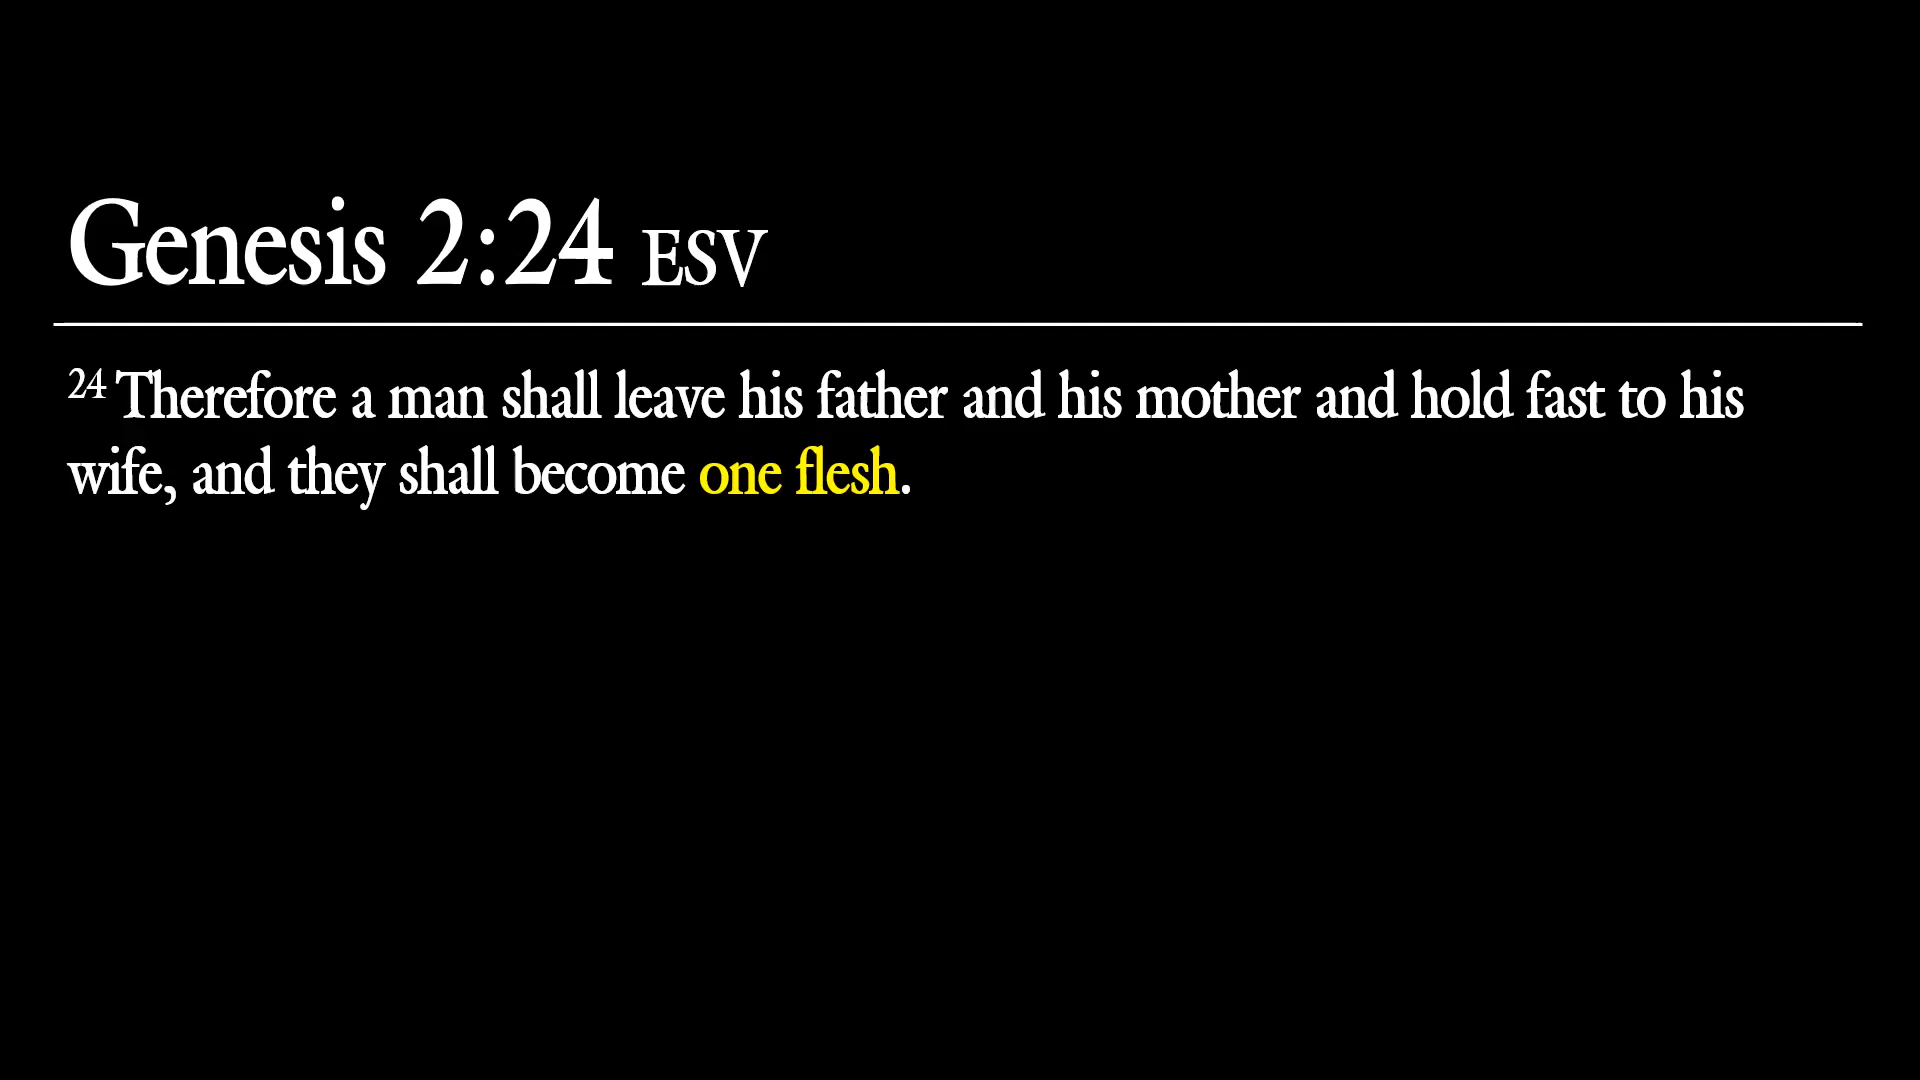 Genesis 2:24 ESV
24 Therefore a man shall leave his father and his mother and hold fast to his
wife, and they shall become one flesh.